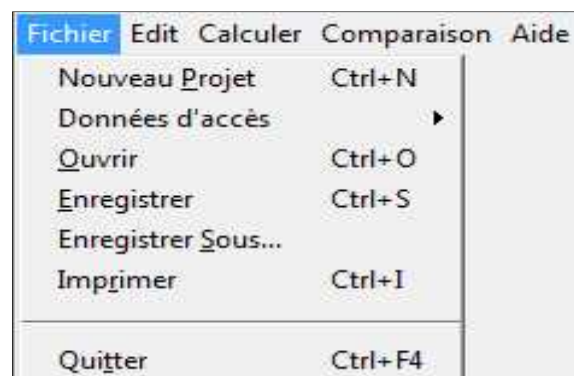 Fichier Edit Calculer Comparaison Aide
Nouveau Projet Ctrl+N
Données d'accès
Ouvrir Ctrl+O
Enregistrer Ctrl+S
Enregistrer Sous...
Imprimer Ctrl+I
Quitter Ctrl+F4